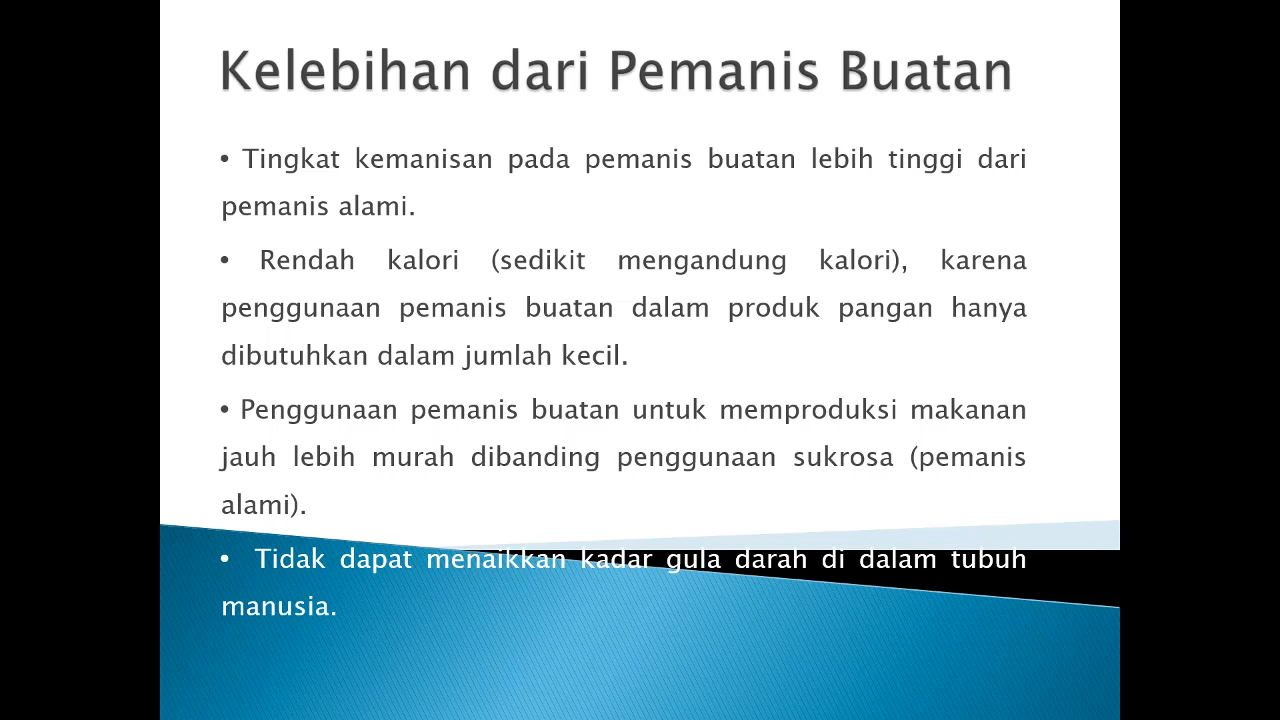 Kelebihan dari Pemanis Buatan
• Tingkat kemanisan pada pemanis buatan lebih tinggi dari
pemanis alami.
• Rendah kalori (sedikit mengandung kalori), karena
penggunaan pemanis buatan dalam produk pangan hanya
dibutuhkan dalam jumlah kecil.
• Penggunaan pemanis buatan untuk memproduksi makanan
jauh lebih murah dibanding penggunaan sukrosa (pemanis
alami).
• Tidak dapat menaikkan kadar gula darah di dalam tubuh
manusia.